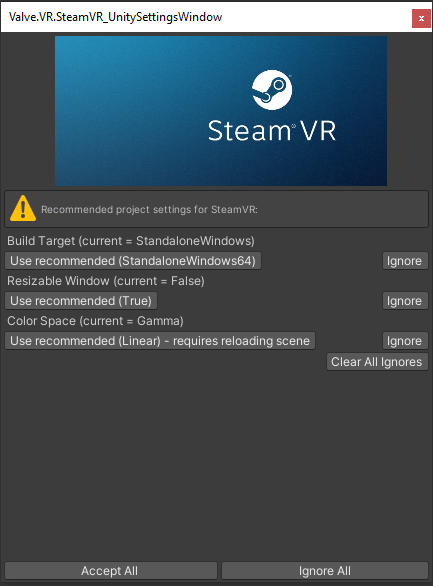 Valve.VR.SteamVR_UnitySettingsWindow
x
Steam®VR
Recommended project settings for SteamVR:
Build Target (current = StandaloneWindows)
Use recommended (StandaloneWindows64) Ignore
Resizable Window (current = False)
Use recommended (True) Ignore
Color Space (current = Gamma)
Use recommended (Linear) - requires reloading scene Ignore
Clear All Ignores
Accept All Ignore All